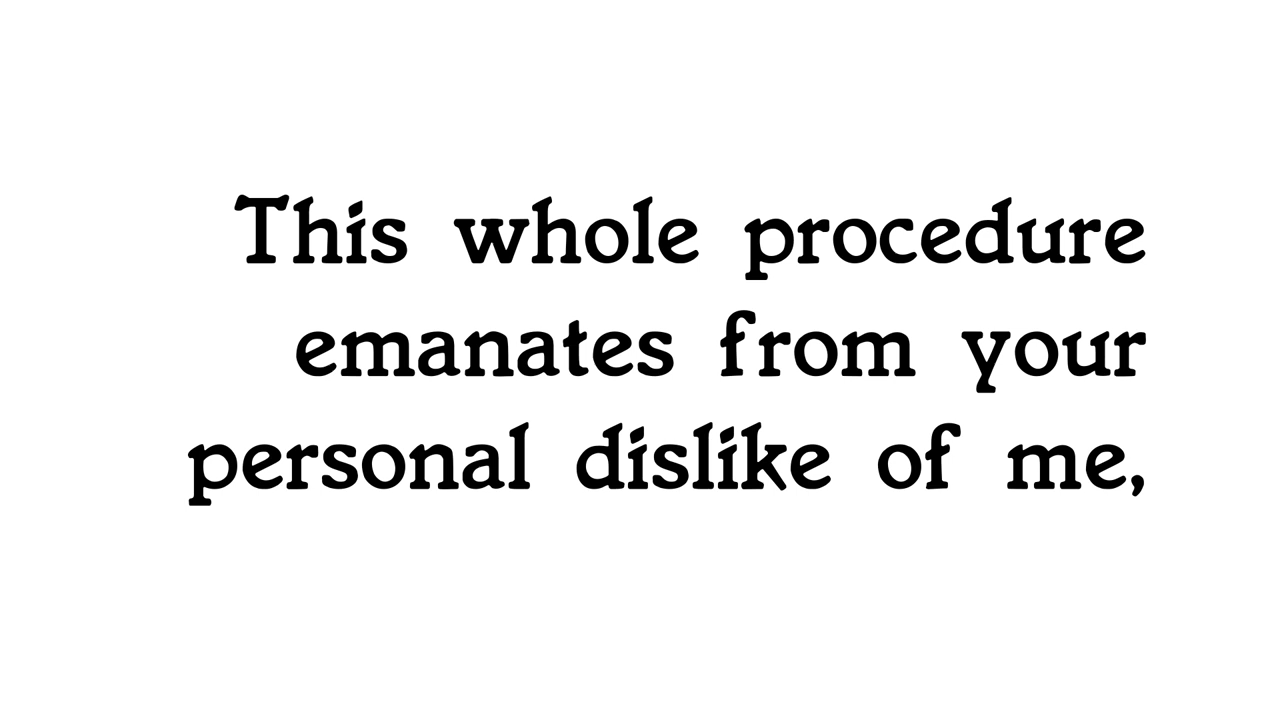 This whole procedure
emanates from your
personal dislike of me,